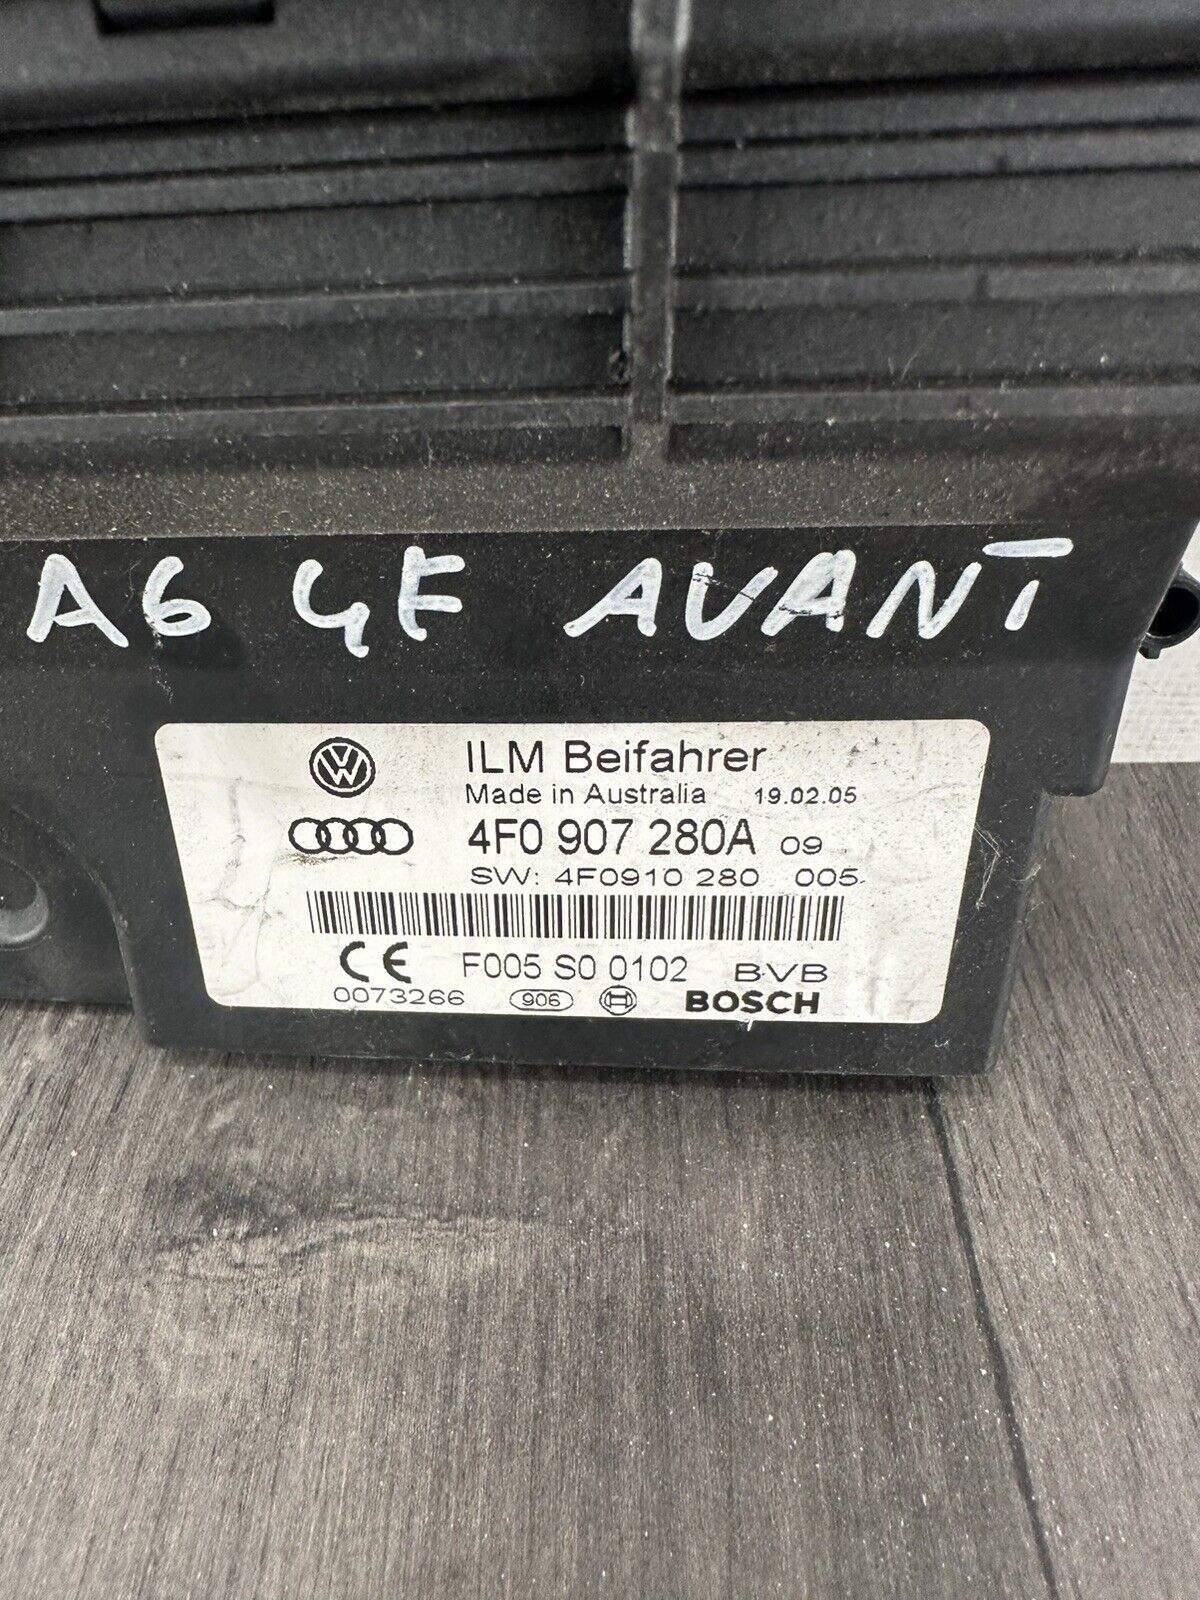 A6 4F AVANT
ILM Beifahrer
Made in Australia 19.02.05
4F0 907 280A 09
SW: 4F0910 280 005
CE F005 S0 0102 BVB
0073266 906 BOSCH